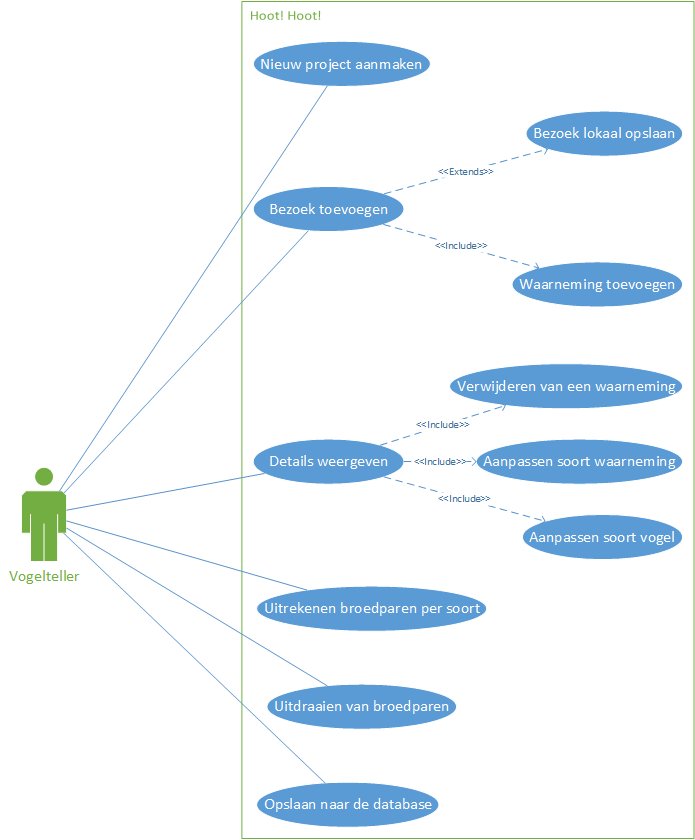 Hoot! Hoot!
Nieuw project aanmaken
Bezoek lokaal opslaan
<<Extends>>
Bezoek toevoegen
<<Include>>
Waarneming toevoegen
Verwijderen van een waarneming
<<Include>>
Details weergeven
<<Include>>
Aanpassen soort waarneming
<<Include>>
Aanpassen soort vogel
Vogelteller
Uitrekenen broedparen per soort
Uitdraaien van broedparen
Opslaan naar de database